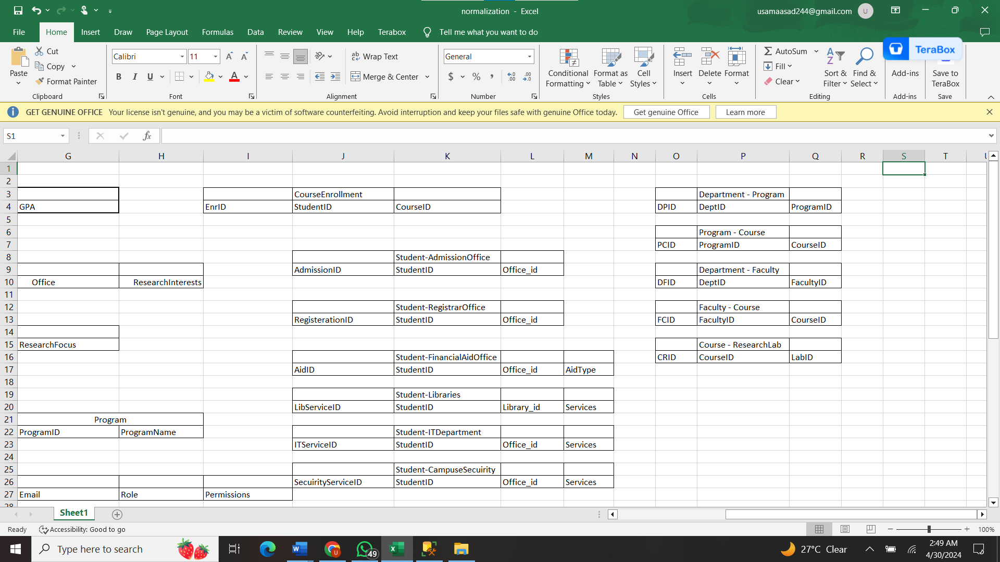 normalization - Excel
usamaasad244@gmail.com
U
File Home Insert Draw Page Layout Formulas Data Review View Help Terabox Tell me what you want to do
Paste
Cut
Copy
Format Painter
Clipboard
Calibri 11
B I U
Font
Wrap Text
Merge & Center
Alignment
General
$ % ,
Number
Conditional Formatting
Format as Table
Cell Styles
Styles
Insert Delete Format
Cells
AutoSum
Fill
Clear
Sort & Filter
Find & Select
Editing
Add-ins
Add-ins
TeraBox
Save to TeraBox
Save
GET GENUINE OFFICE Your license isn't genuine, and you may be a victim of software counterfeiting. Avoid interruption and keep your files safe with genuine Office today. Get genuine Office Learn more
S1 fx
G H I J K L M N O P Q R S T
1
2
3 CourseEnrollment Department - Program
4 GPA EnrID StudentID CourseID DPID DeptID ProgramID
5
6 Program - Course
7 PCID ProgramID CourseID
8 Student-AdmissionOffice
9 AdmissionID StudentID Office_id Department - Faculty
10 Office ResearchInterests DFID DeptID FacultyID
11
12 Student-RegistrarOffice Faculty - Course
13 RegisterationID StudentID Office_id FCID FacultyID CourseID
14
15 ResearchFocus Course - ResearchLab
16 Student-FinancialAidOffice CRID CourseID LabID
17 AidID StudentID Office_id AidType
18
19 Student-Libraries
20 LibServiceID StudentID Library_id Services
21 Program
22 ProgramID ProgramName Student-ITDepartment
23 ITServiceID StudentID Office_id Services
24
25 Student-CampuseSecuirity
26 SecuirityServiceID StudentID Office_id Services
27 Email Role Permissions
28
Sheet1
Ready Accessibility: Good to go 100%
Type here to search
49
27°C Clear
2:49 AM
4/30/2024